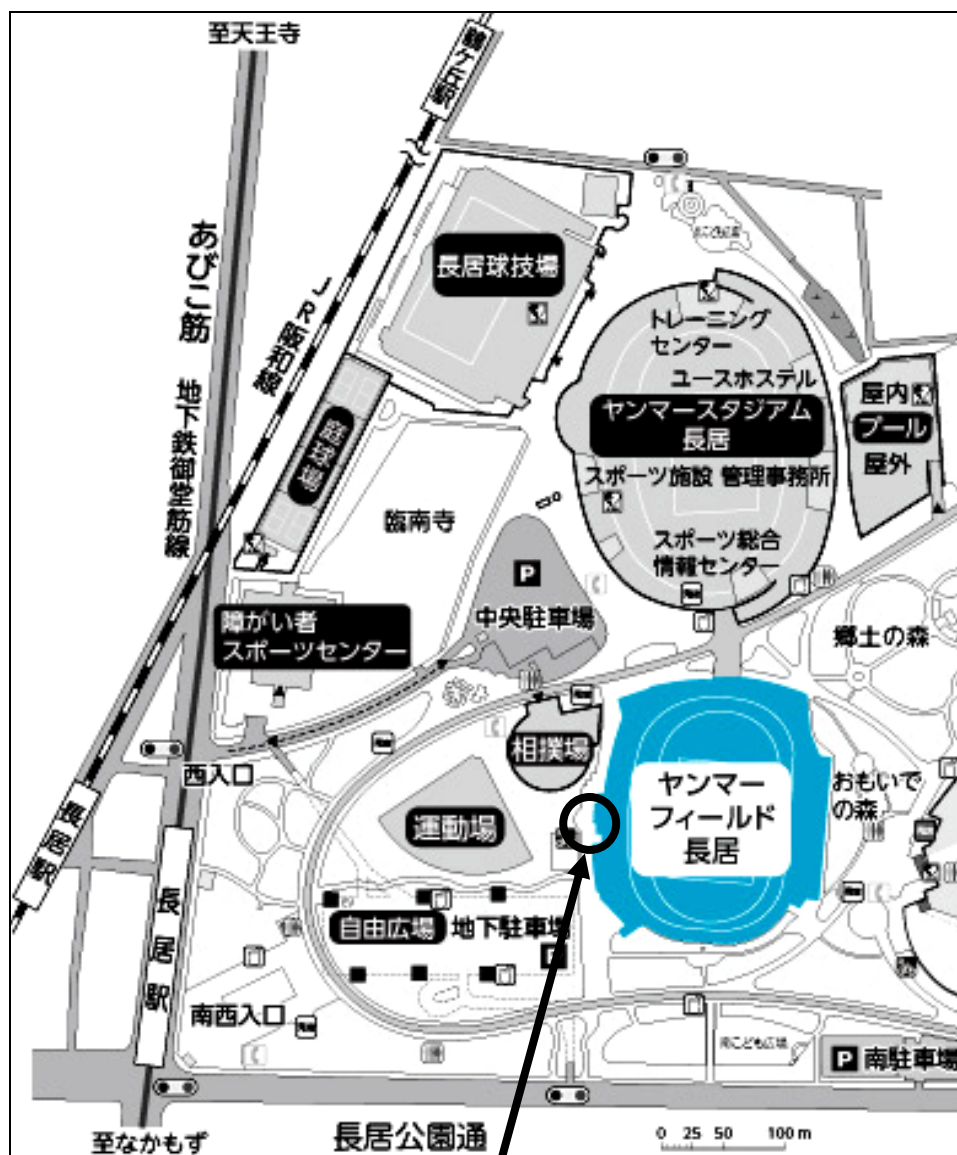 至天王寺
鶴ケ丘駅
あびこ筋
JR阪和線
地下鉄御堂筋線
長居球技場
トレーニング
センター
ユースホステル
ヤンマースタジアム
長居
スポーツ施設 管理事務所
スポーツ総合
情報センター
屋内
プール
屋外
庭球場
臨南寺
P
中央駐車場
障がい者
スポーツセンター
郷土の森
相撲場
西入口
ヤンマー
フィールド
長居
おもいで
の森
運動場
長居駅
長居駅
自由広場
地下駐車場
P
南西入口
南こども広場
P 南駐車場
至なかもず
長居公園通
0 25 50 100 m